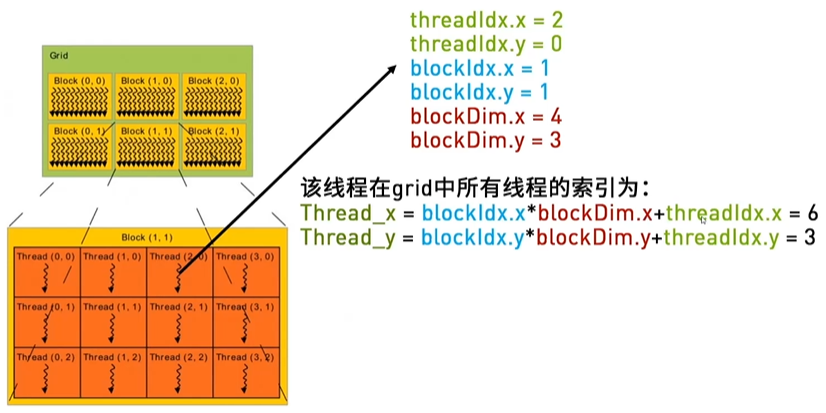 threadIdx.x = 2
threadIdx.y = 0
blockIdx.x = 1
blockIdx.y = 1
blockDim.x = 4
blockDim.y = 3
Grid
Block (0, 0) Block (1, 0) Block (2, 0)
Block (0, 1) Block (1, 1) Block (2, 1)
该线程在grid中所有线程的索引为：
Thread_x = blockIdx.x*blockDim.x+threadIdx.x = 6
Thread_y = blockIdx.y*blockDim.y+threadIdx.y = 3
Block (1, 1)
Thread (0, 0) Thread (1, 0) Thread (2, 0) Thread (3, 0)
Thread (0, 1) Thread (1, 1) Thread (2, 1) Thread (3, 1)
Thread (0, 2) Thread (1, 2) Thread (2, 2) Thread (3, 2)